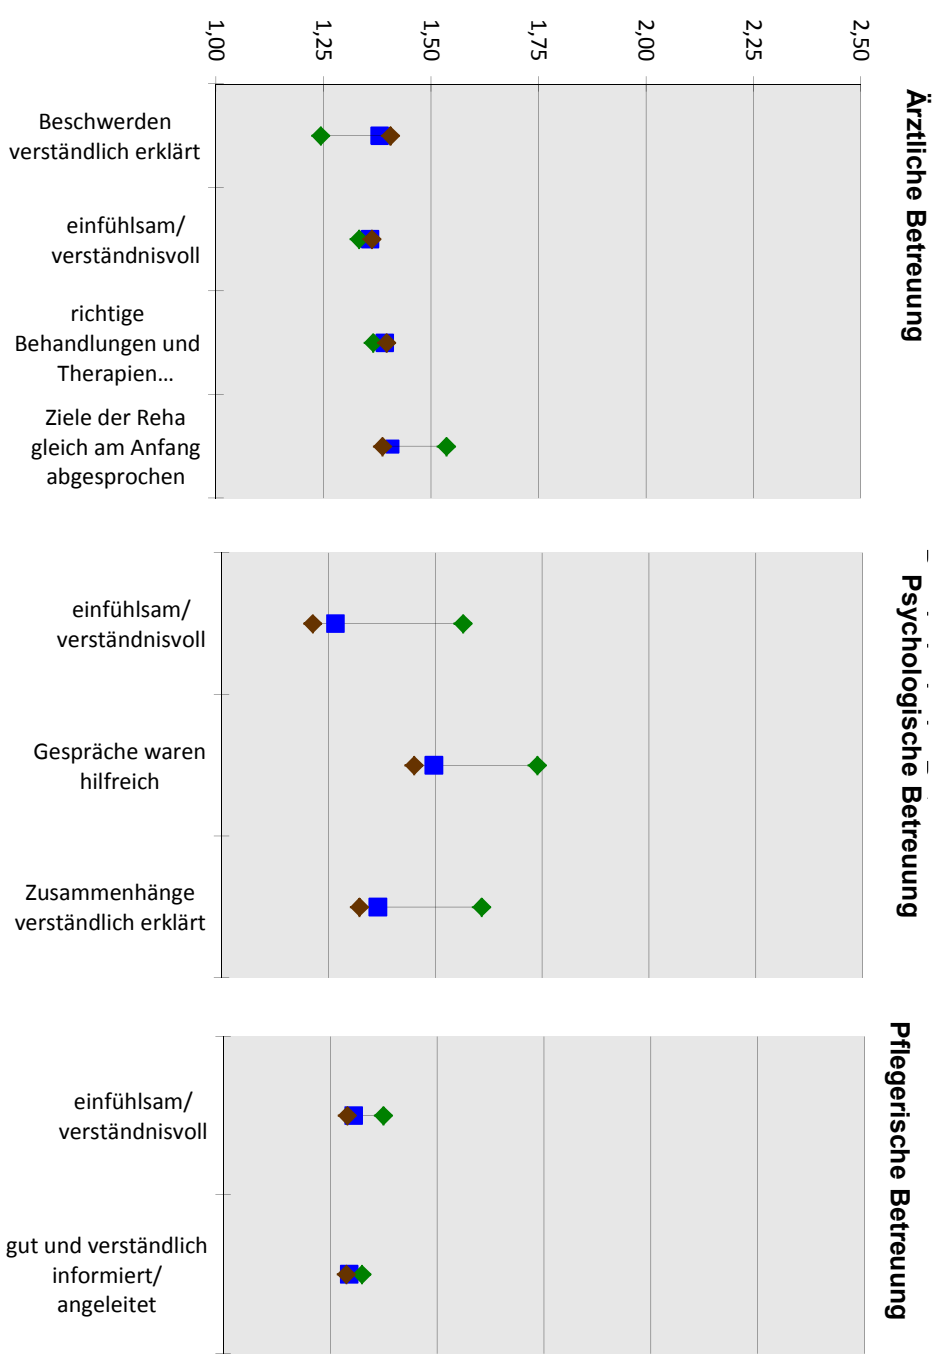 1,00
1,25
1,50
1,75
2,00
2,25
2,50
Ärztliche Betreuung
Beschwerden
verständlich erklärt
einfühlsam/
verständnisvoll
richtige
Behandlungen und
Therapien...
Ziele der Reha
gleich am Anfang
abgesprochen
Psychologische Betreuung
einfühlsam/
verständnisvoll
Gespräche waren
hilfreich
Zusammenhänge
verständlich erklärt
Pflegerische Betreuung
einfühlsam/
verständnisvoll
gut und verständlich
informiert/
angeleitet